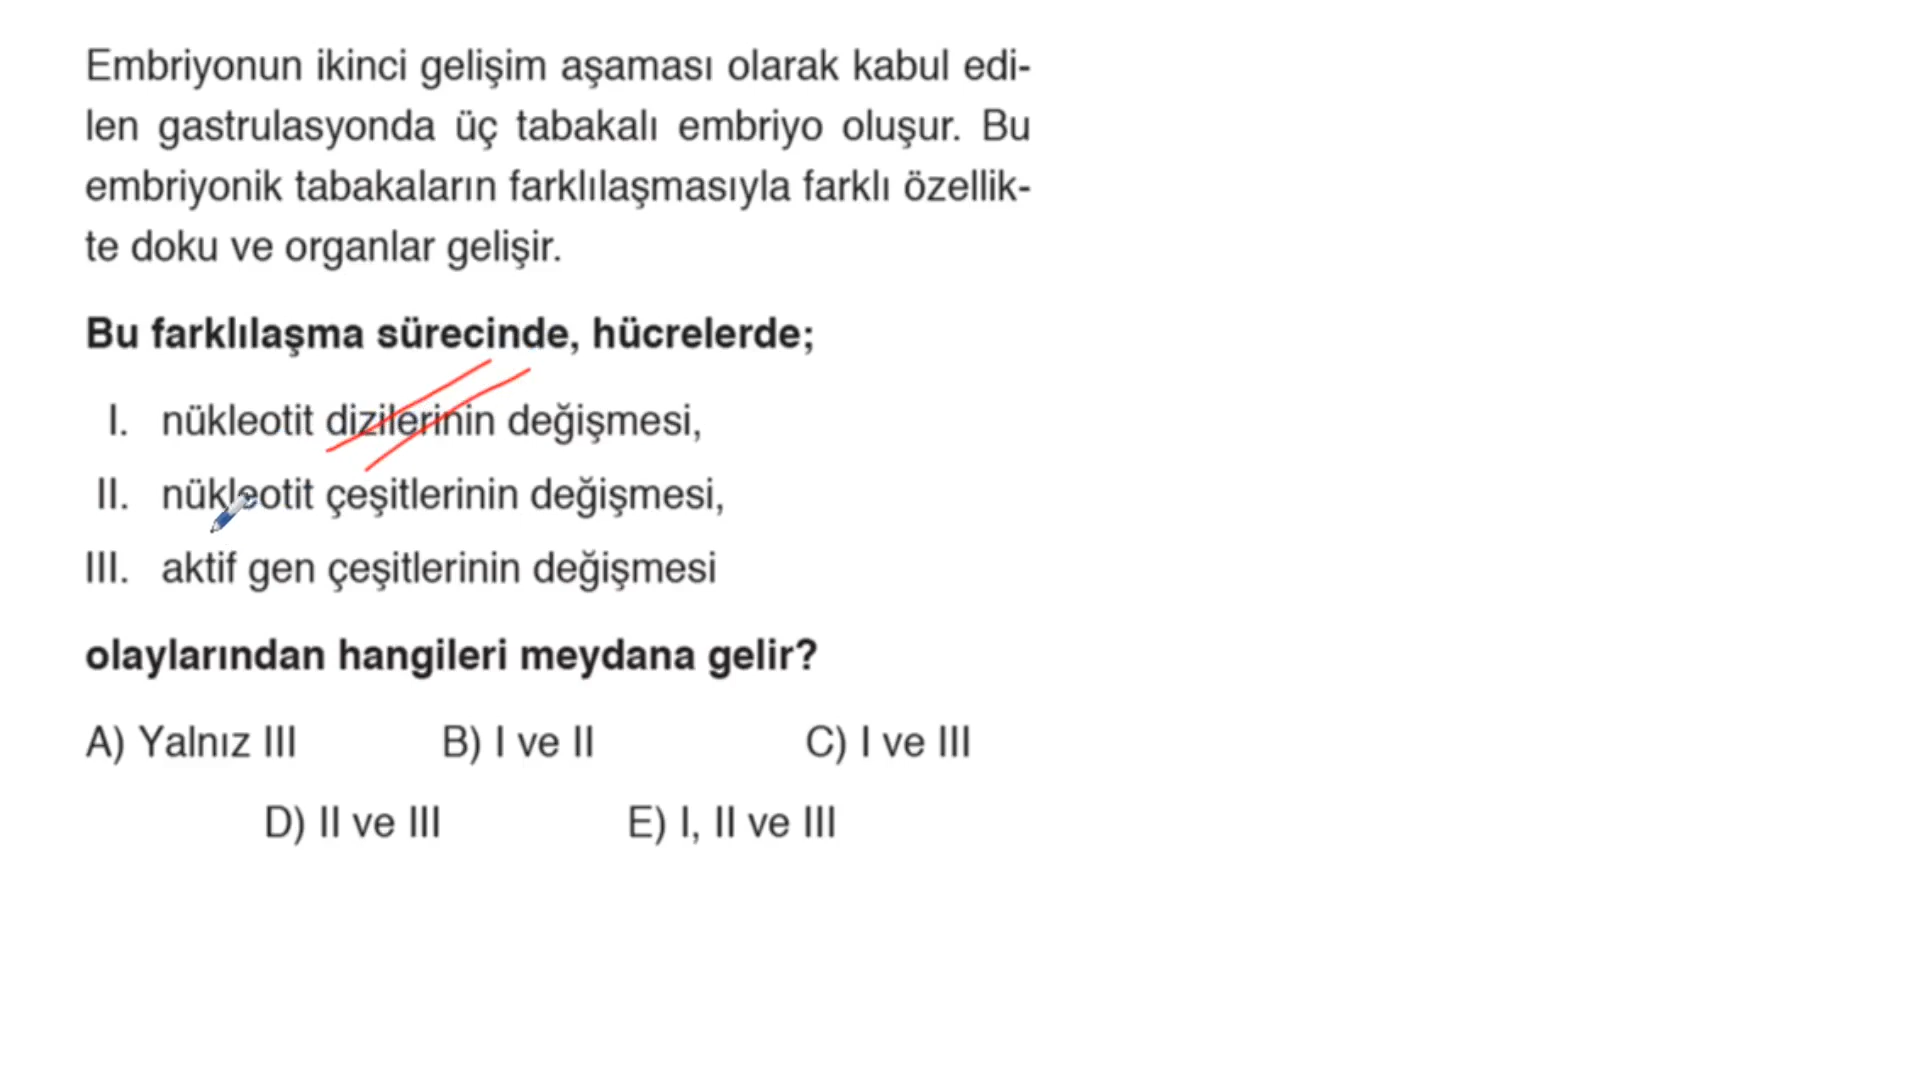 Embriyonun ikinci gelişim aşaması olarak kabul edi-
len gastrulasyonda üç tabakalı embriyo oluşur. Bu
embriyonik tabakaların farklılaşmasıyla farklı özellik-
te doku ve organlar gelişir.
Bu farklılaşma sürecinde, hücrelerde;
I. nükleotit dizilerinin değişmesi,
II. nükleotit çeşitlerinin değişmesi,
III. aktif gen çeşitlerinin değişmesi
olaylarından hangileri meydana gelir?
A) Yalnız III B) I ve II C) I ve III
D) II ve III E) I, II ve III